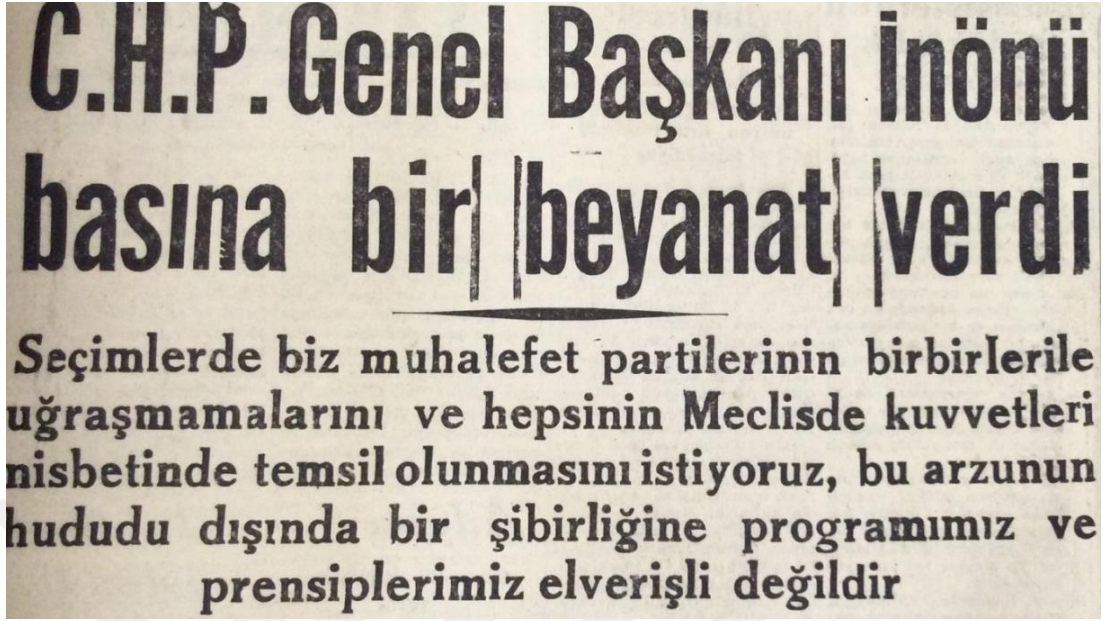 C.H.P. Genel Başkanı İnönü
basına bir beyanat verdi
Seçimlerde biz muhalefet partilerinin birbirlerile
uğraşmamalarını ve hepsinin Meclisde kuvvetleri
nisbetinde temsil olunmasını istiyoruz, bu arzunun
hududu dışında bir şibirliğine programımız ve
prensiplerimiz elverişli değildir